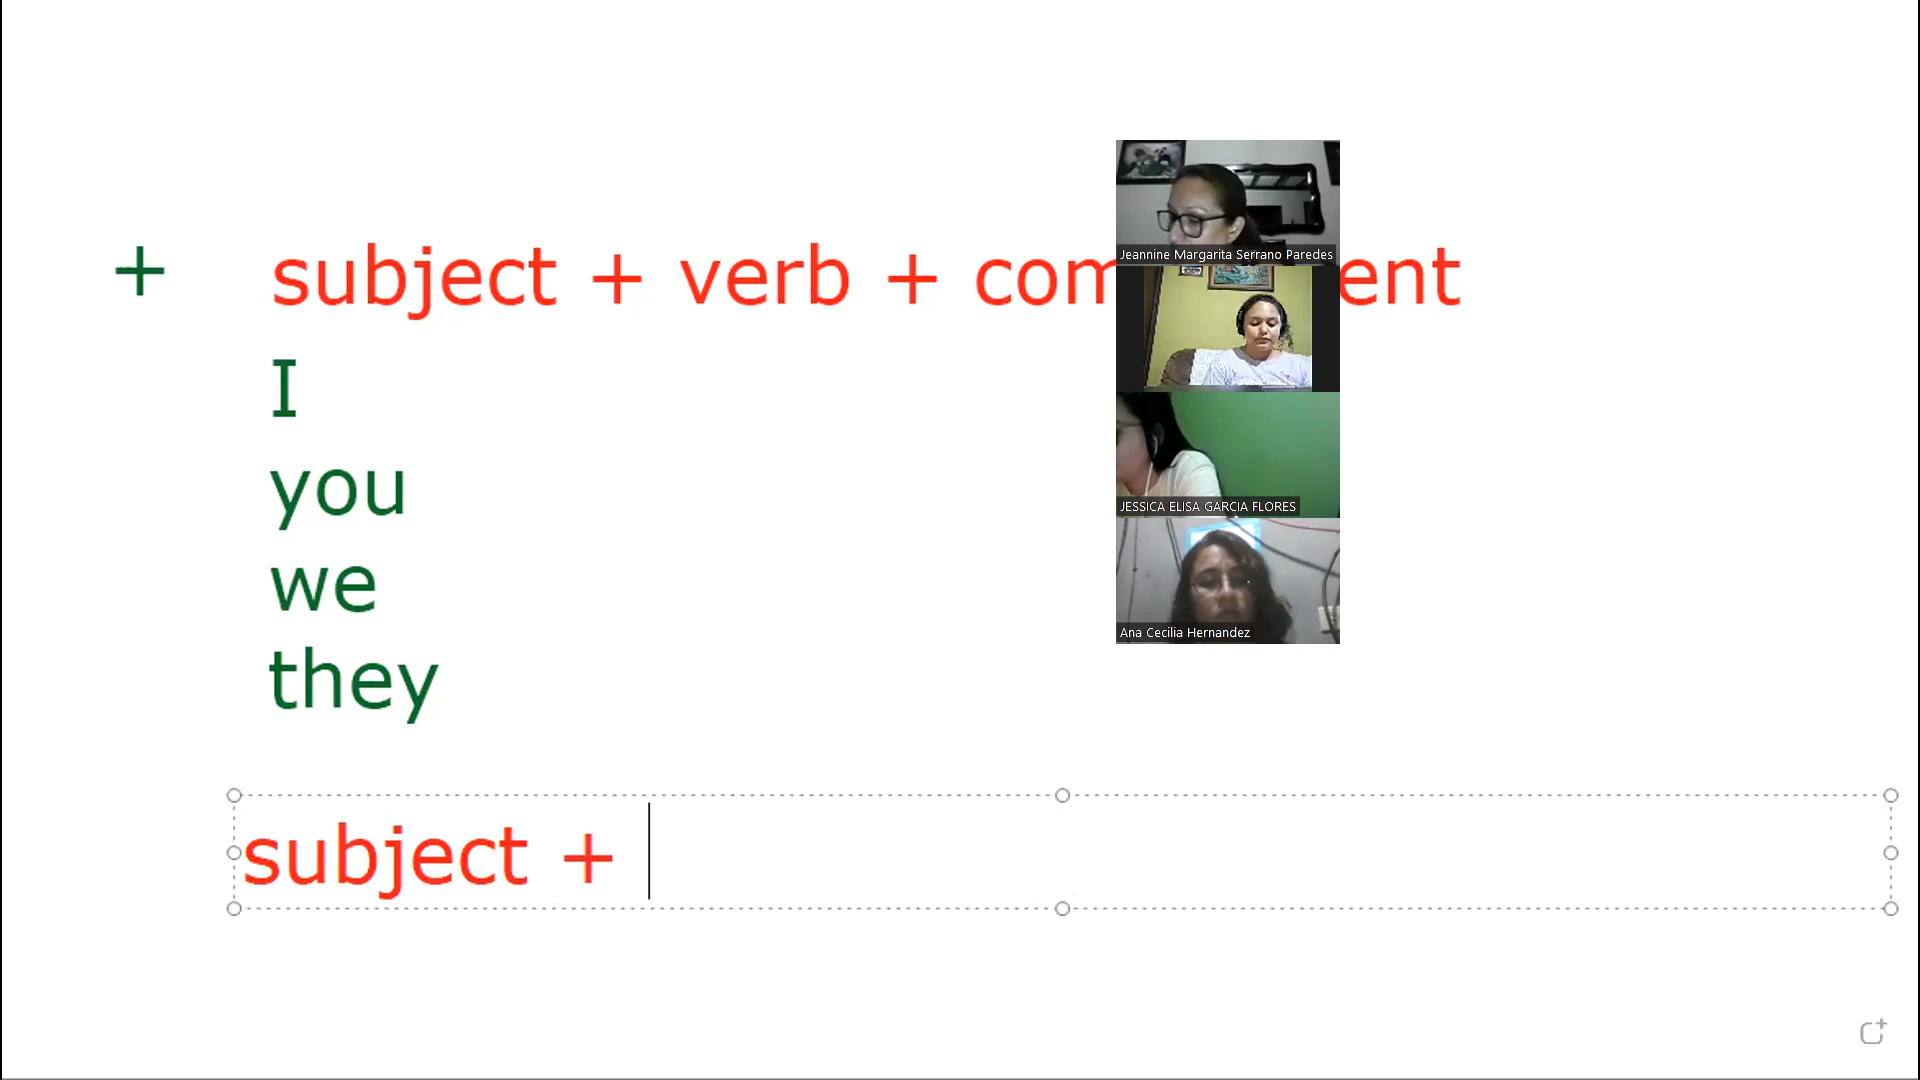 + subject + verb + com ent
I
you
we
they
subject +
Jeannine Margarita Serrano Paredes
JESSICA ELISA GARCIA FLORES
Ana Cecilia Hernandez